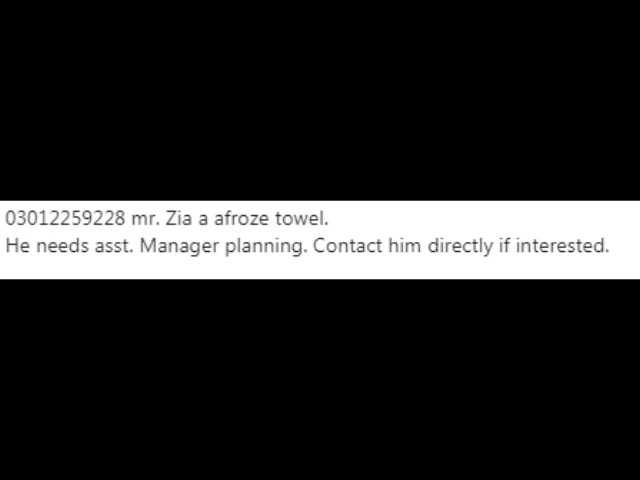 03012259228 mr. Zia a afroze towel.
He needs asst. Manager planning. Contact him directly if interested.